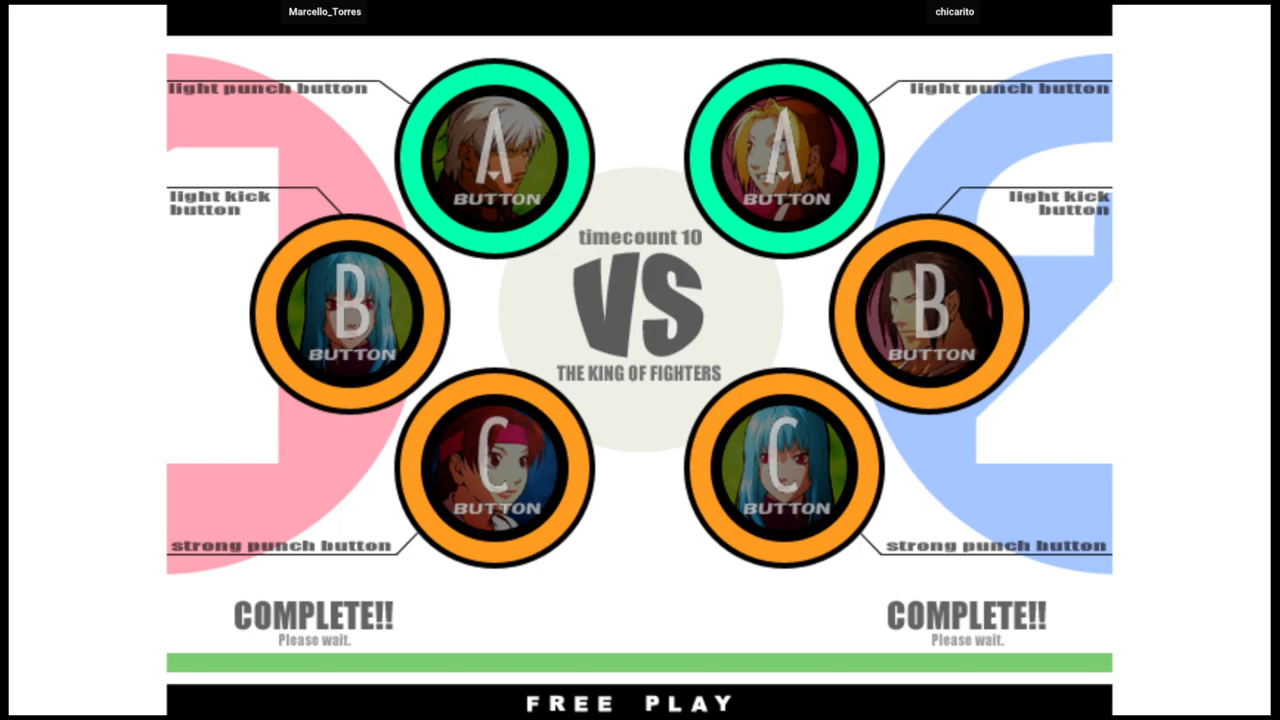 Marcello_Torres
chicarito
light punch button
light punch button
A
BUTTON
A
BUTTON
light kick
button
light kick
button
timecount 10
VS
THE KING OF FIGHTERS
B
BUTTON
B
BUTTON
C
BUTTON
C
BUTTON
strong punch button
strong punch button
COMPLETE!!
Please wait.
COMPLETE!!
Please wait.
FREE PLAY